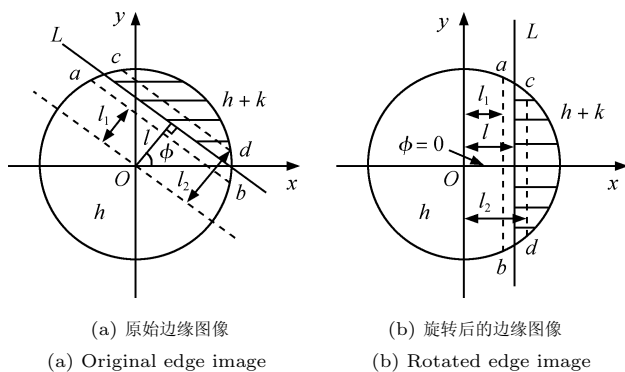 y
L
c
a
l₁
l
ϕ
h + k
d
O
l₂
x
h
b
(a) 原始边缘图像
(a) Original edge image
y
L
a
c
l₁
h + k
l
ϕ = 0
O
x
l₂
h
b
d
(b) 旋转后的边缘图像
(b) Rotated edge image